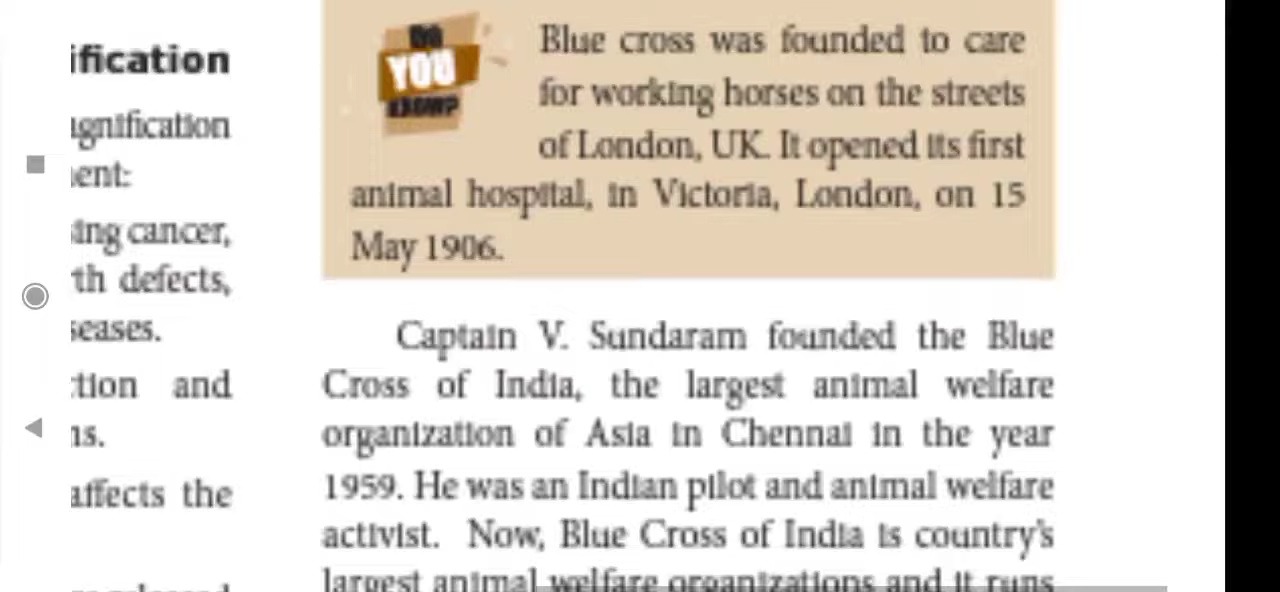 ification
agnification
ent:
ing cancer,
th defects,
seases.
tion and
ns.
affects the
DO
YOU
KNOW?
Blue cross was founded to care
for working horses on the streets
of London, UK. It opened its first
animal hospital, in Victoria, London, on 15
May 1906.
Captain V. Sundaram founded the Blue
Cross of India, the largest animal welfare
organization of Asia in Chennai in the year
1959. He was an Indian pilot and animal welfare
activist. Now, Blue Cross of India is country's
largest animal welfare organizations and it runs